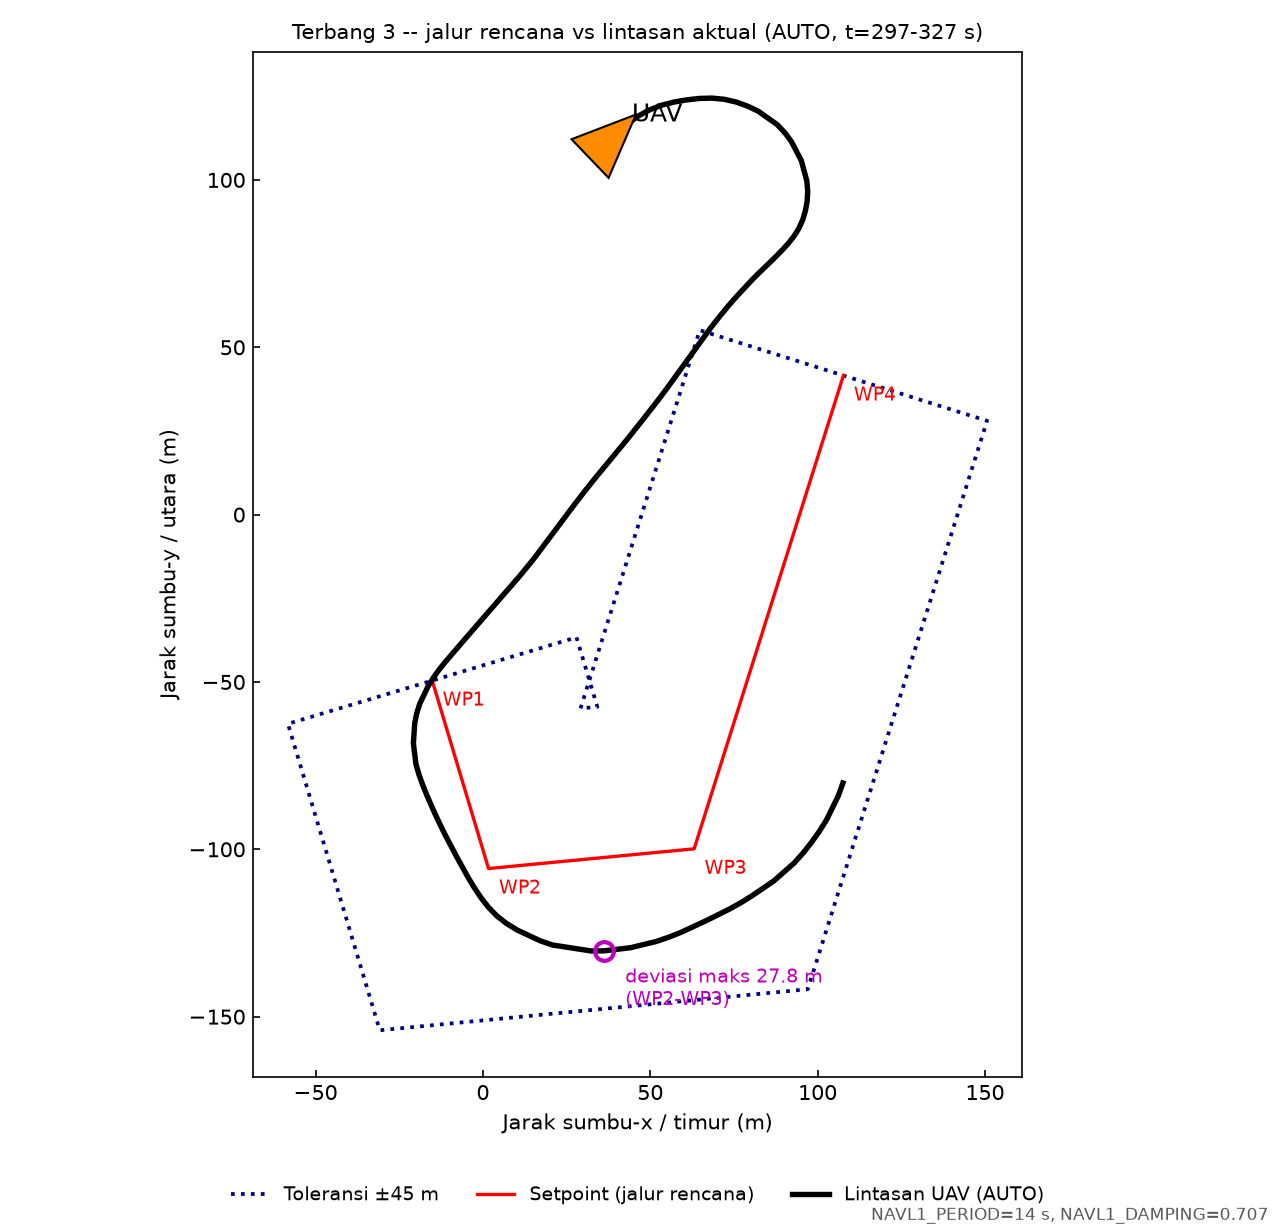 Terbang 3 -- jalur rencana vs lintasan aktual (AUTO, t=297-327 s)
UAV
100
50
0
−50
−100
−150
Jarak sumbu-y / utara (m)
WP4
WP1
WP3
WP2
deviasi maks 27.8 m
(WP2-WP3)
−50
0
50
100
150
Jarak sumbu-x / timur (m)
Toleransi ±45 m
Setpoint (jalur rencana)
Lintasan UAV (AUTO)
NAVL1_PERIOD=14 s, NAVL1_DAMPING=0.707